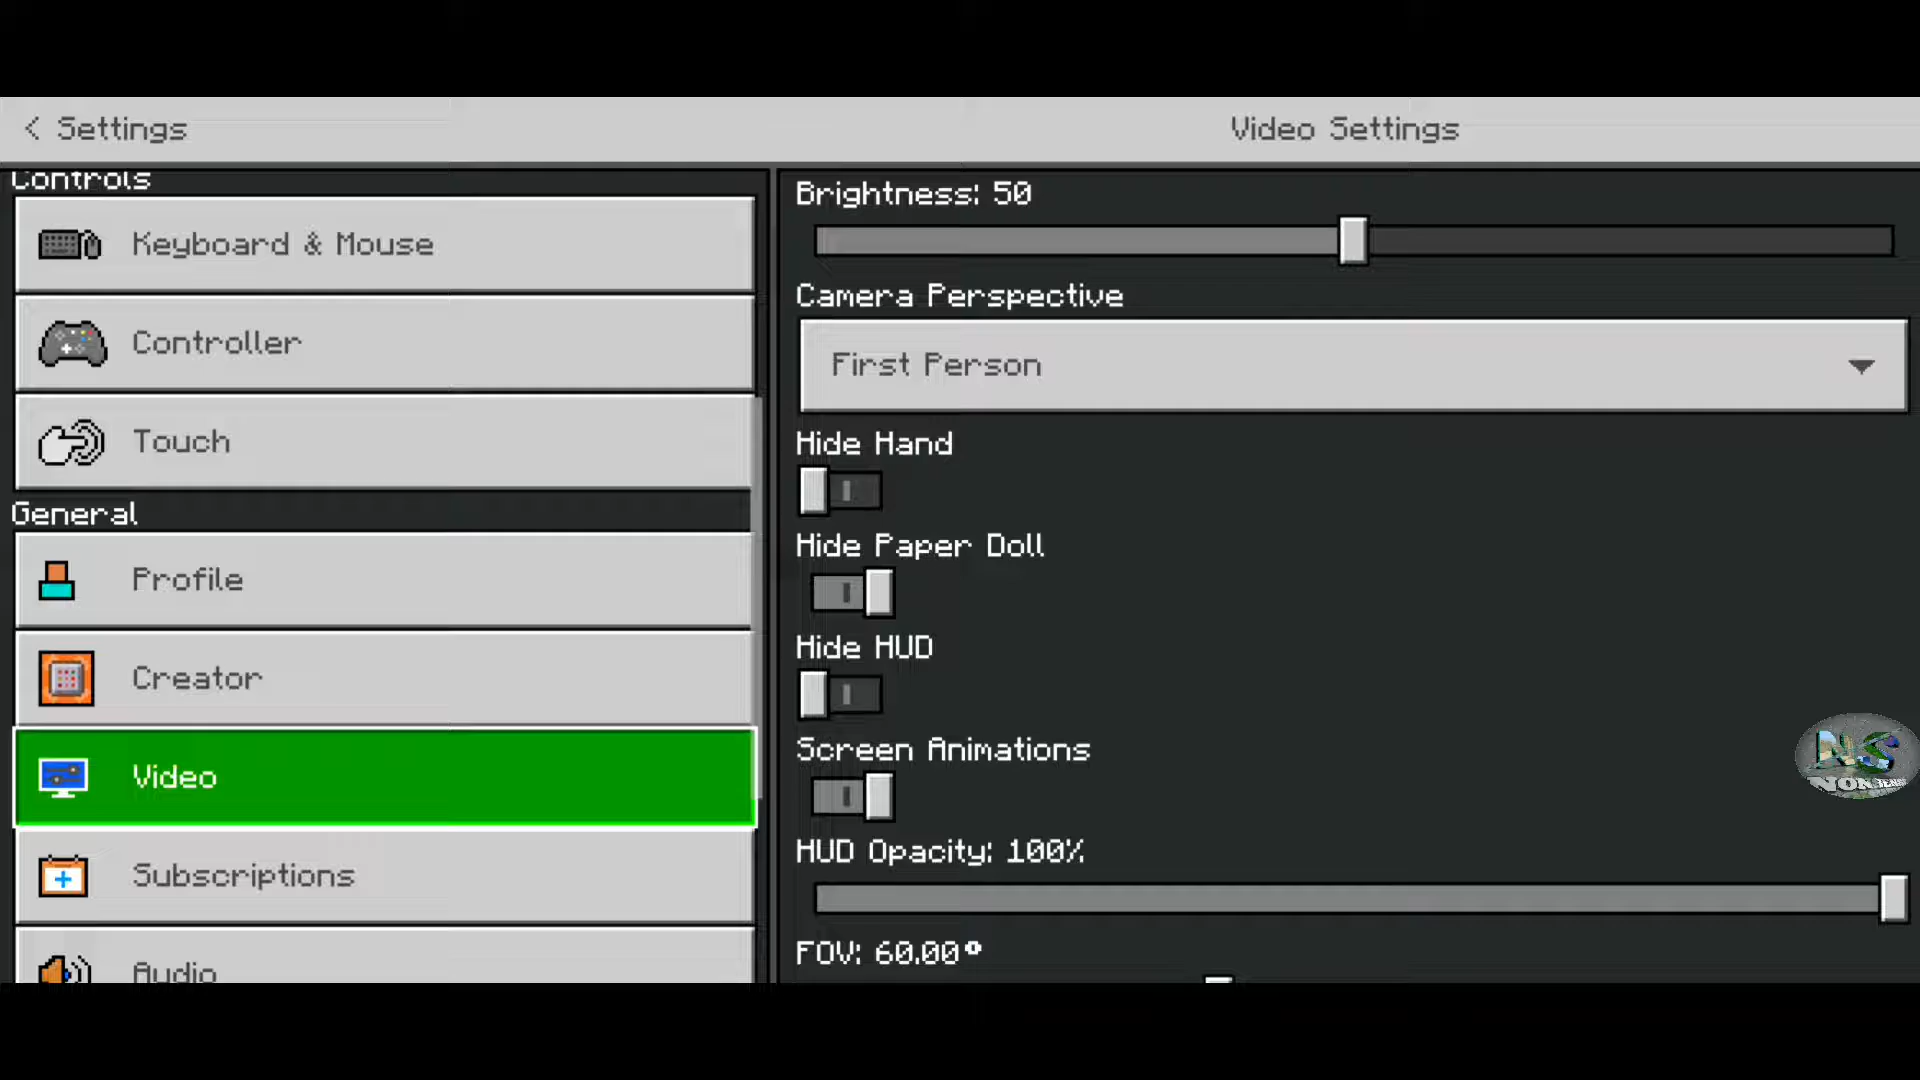 < Settings
Video Settings
Controls
Keyboard & Mouse
Controller
Touch
General
Profile
Creator
Video
Subscriptions
Audio
Brightness: 50
Camera Perspective
First Person
Hide Hand
Hide Paper Doll
Hide HUD
Screen Animations
HUD Opacity: 100%
FOV: 60.00°
NS